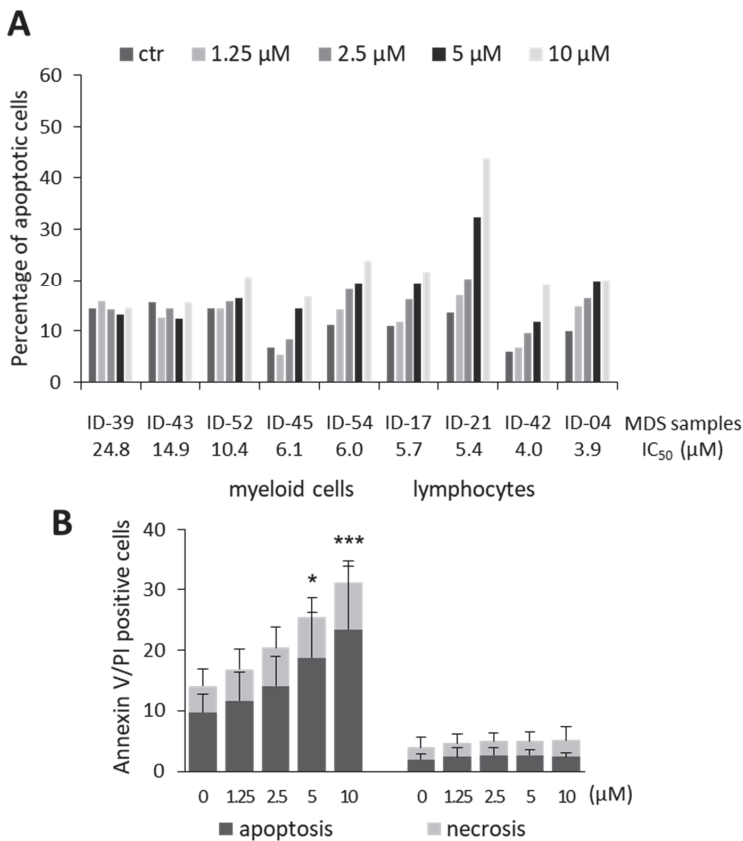 A
ctr 1.25 µM 2.5 µM 5 µM 10 µM
Percentage of apoptotic cells
60
50
40
30
20
10
0
ID-39 ID-43 ID-52 ID-45 ID-54 ID-17 ID-21 ID-42 ID-04 MDS samples
24.8 14.9 10.4 6.1 6.0 5.7 5.4 4.0 3.9 IC50 (µM)
myeloid cells lymphocytes
B
Annexin V/PI positive cells
40
30
20
10
0
* ***
0 1.25 2.5 5 10 0 1.25 2.5 5 10 (µM)
apoptosis necrosis